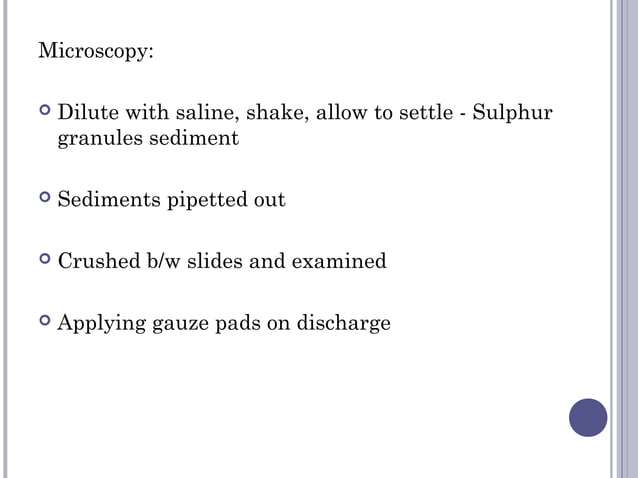 Microscopy:
Dilute with saline, shake, allow to settle - Sulphur
granules sediment
Sediments pipetted out
Crushed b/w slides and examined
Applying gauze pads on discharge